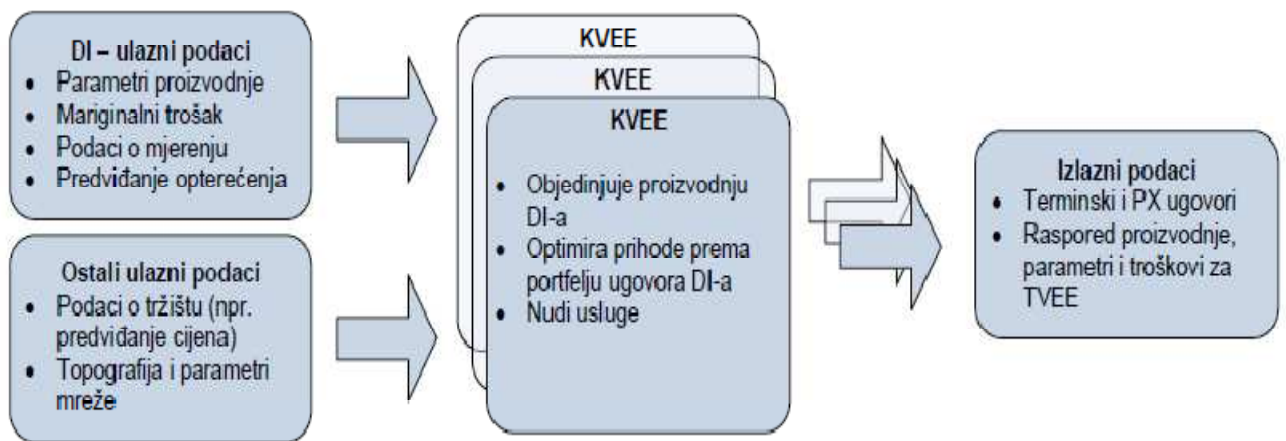 DI – ulazni podaci
• Parametri proizvodnje
• Mariginalni trošak
• Podaci o mjerenju
• Predviđanje opterećenja
Ostali ulazni podaci
• Podaci o tržištu (npr.
predviđanje cijena)
• Topografija i parametri
mreže
KVEE
KVEE
KVEE
• Objedinjuje proizvodnju
DI-a
• Optimira prihode prema
portfelju ugovora DI-a
• Nudi usluge
Izlazni podaci
• Terminski i PX ugovori
• Raspored proizvodnje,
parametri i troškovi za
TVEE